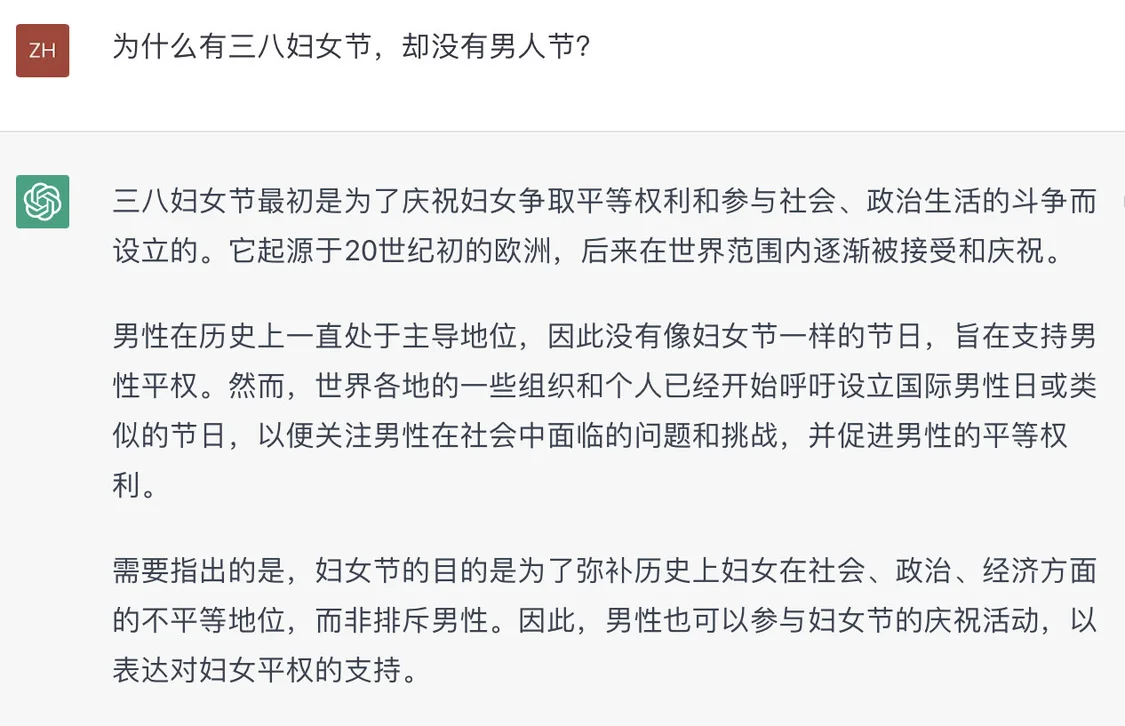 ZH
为什么有三八妇女节，却没有男人节？
三八妇女节最初是为了庆祝妇女争取平等权利和参与社会、政治生活的斗争而
设立的。它起源于20世纪初的欧洲，后来在世界范围内逐渐被接受和庆祝。
男性在历史上一直处于主导地位，因此没有像妇女节一样的节日，旨在支持男
性平权。然而，世界各地的一些组织和个人已经开始呼吁设立国际男性日或类
似的节日，以便关注男性在社会中面临的问题和挑战，并促进男性的平等权
利。
需要指出的是，妇女节的目的是为了弥补历史上妇女在社会、政治、经济方面
的不平等地位，而非排斥男性。因此，男性也可以参与妇女节的庆祝活动，以
表达对妇女平权的支持。